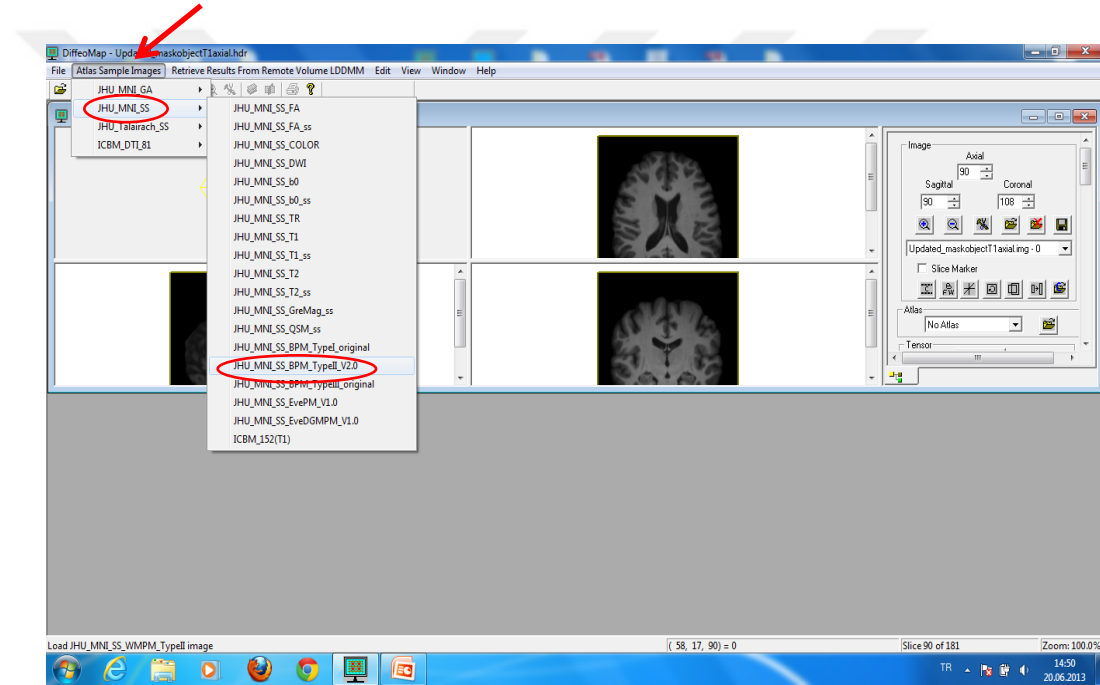 DiffeoMap - Upda maskobjectT1axial.hdr
File Atlas Sample Images Retrieve Results From Remote Volume LDDMM Edit View Window Help
JHU_MNI_GA
JHU_MNI_SS
JHU_Talairach_SS
ICBM_DTI_81
JHU_MNI_SS_FA
JHU_MNI_SS_FA_ss
JHU_MNI_SS_COLOR
JHU_MNI_SS_DWI
JHU_MNI_SS_b0
JHU_MNI_SS_b0_ss
JHU_MNI_SS_TR
JHU_MNI_SS_T1
JHU_MNI_SS_T1_ss
JHU_MNI_SS_T2
JHU_MNI_SS_T2_ss
JHU_MNI_SS_GreMag_ss
JHU_MNI_SS_QSM_ss
JHU_MNI_SS_BPM_TypeI_original
JHU_MNI_SS_BPM_TypeII_V2.0
JHU_MNI_SS_BPM_TypeIII_original
JHU_MNI_SS_EvePM_V1.0
JHU_MNI_SS_EveDGMPM_V1.0
ICBM_152(T1)
Image
Axial
90
Sagittal Coronal
90 108
Updated_maskobjectT1axial.img - 0
Slice Marker
Atlas
No Atlas
Tensor
Load JHU_MNI_SS_WMPM_TypeII image
( 58, 17, 90) = 0
Slice 90 of 181
Zoom: 100.0%
TR
14:50
20.06.2013